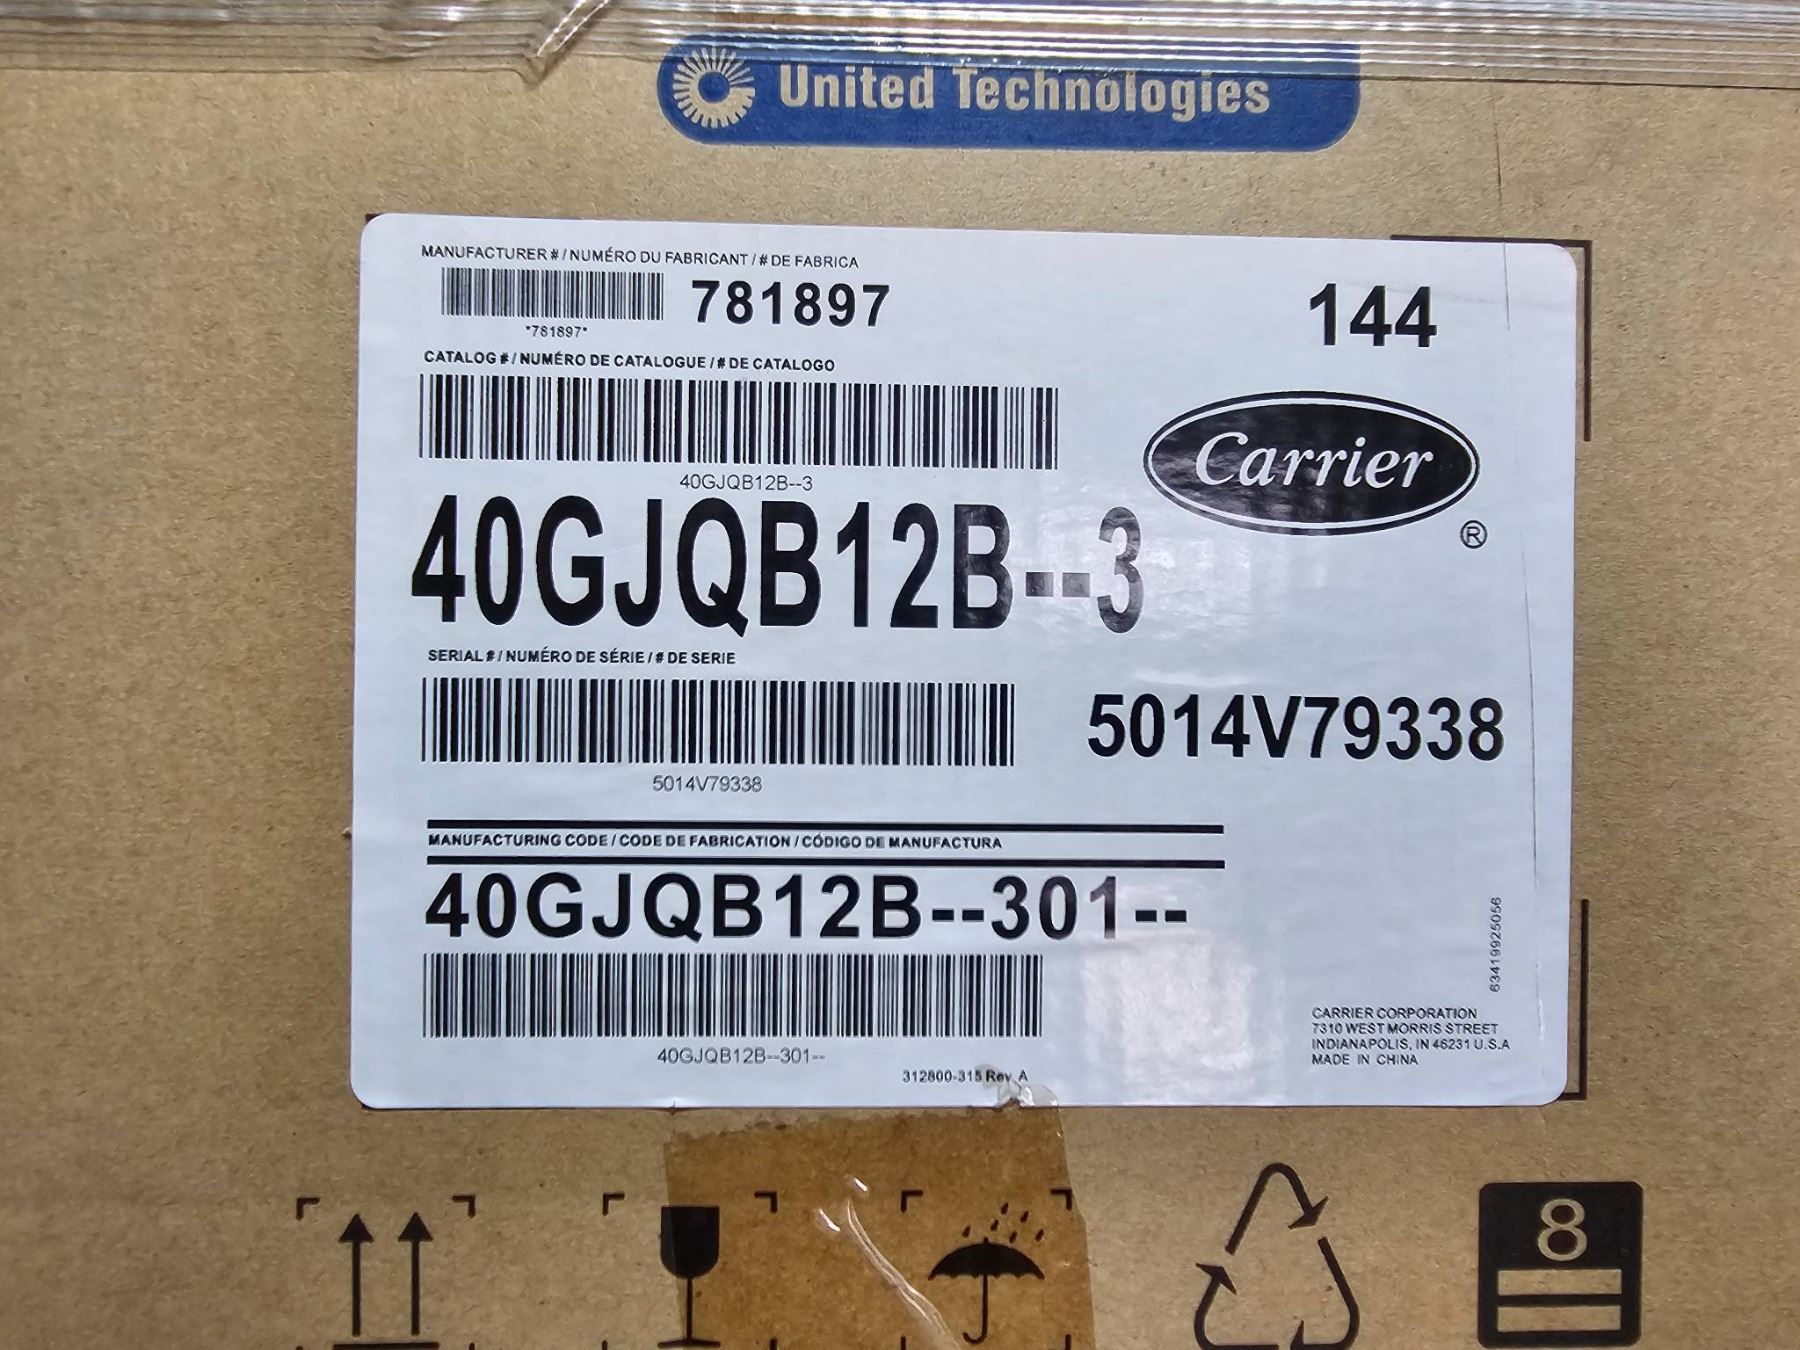 United Technologies
MANUFACTURER # / NUMÉRO DU FABRICANT / # DE FABRICA
781897
*781897*
144
CATALOG # / NUMÉRO DE CATALOGUE / # DE CATALOGO
40GJQB12B--3
Carrier
®
40GJQB12B--3
SERIAL # / NUMÉRO DE SÉRIE / # DE SERIE
5014V79338
5014V79338
MANUFACTURING CODE / CODE DE FABRICATION / CÓDIGO DE MANUFACTURA
40GJQB12B--301--
40GJQB12B--301--
312800-315 Rev. A
63419925056
CARRIER CORPORATION
7310 WEST MORRIS STREET
INDIANAPOLIS, IN 46231 U.S.A
MADE IN CHINA
8